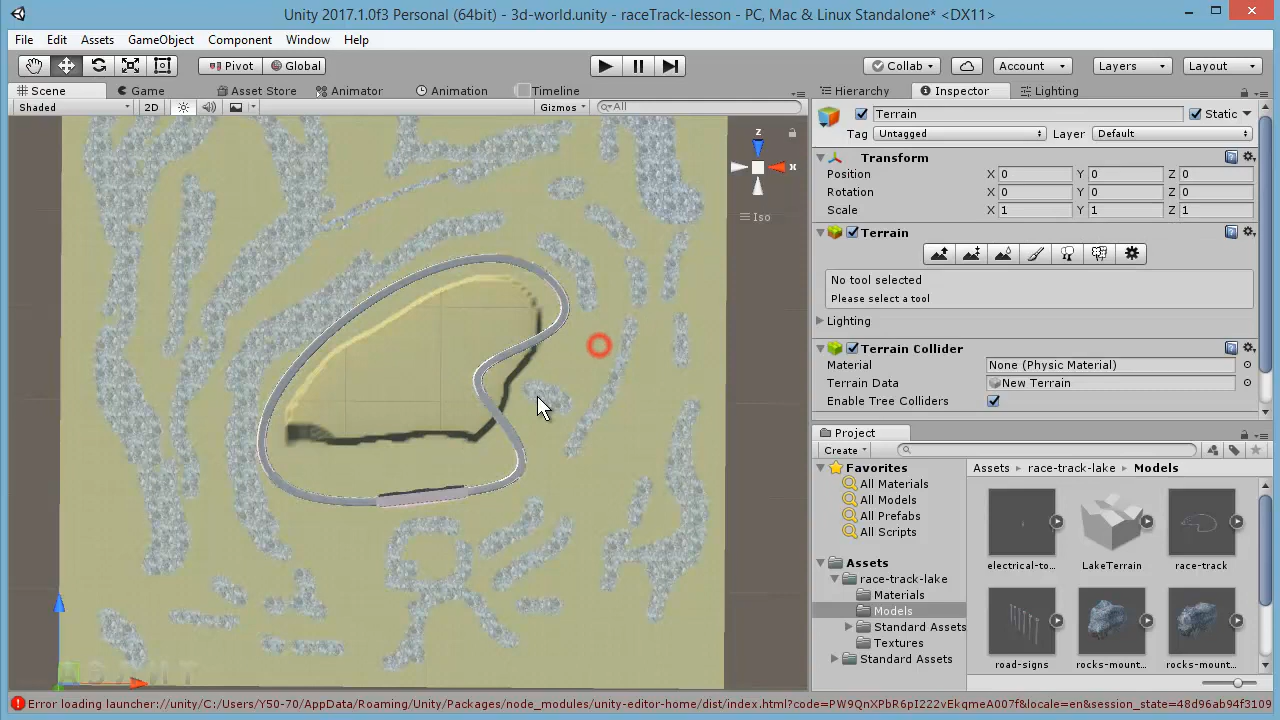 Unity 2017.1.0f3 Personal (64bit) - 3d-world.unity - raceTrack-lesson - PC, Mac & Linux Standalone* <DX11>
File Edit Assets GameObject Component Window Help
Pivot Global Collab Account Layers Layout
Scene Game Asset Store Animator Animation Timeline Hierarchy Inspector Lighting
Shaded 2D Gizmos All
Terrain Static
Tag Untagged Layer Default
Transform
Position X 0 Y 0 Z 0
Rotation X 0 Y 0 Z 0
Scale X 1 Y 1 Z 1
z
x
Iso
Terrain
No tool selected
Please select a tool
Lighting
Terrain Collider
Material None (Physic Material)
Terrain Data New Terrain
Enable Tree Colliders
Project
Create
Favorites
All Materials
All Models
All Prefabs
All Scripts
Assets
race-track-lake
Materials
Models
Standard Assets
Textures
Standard Assets
Assets race-track-lake Models
electrical-to... LakeTerrain race-track
road-signs rocks-mount... rocks-mount...
Error loading launcher://unity/C:/Users/Y50-70/AppData/Roaming/Unity/Packages/node_modules/unity-editor-home/dist/index.html?code=PW9QnXPbR6pI222vEkqmeA007f&locale=en&session_state=48d96ab94f3109